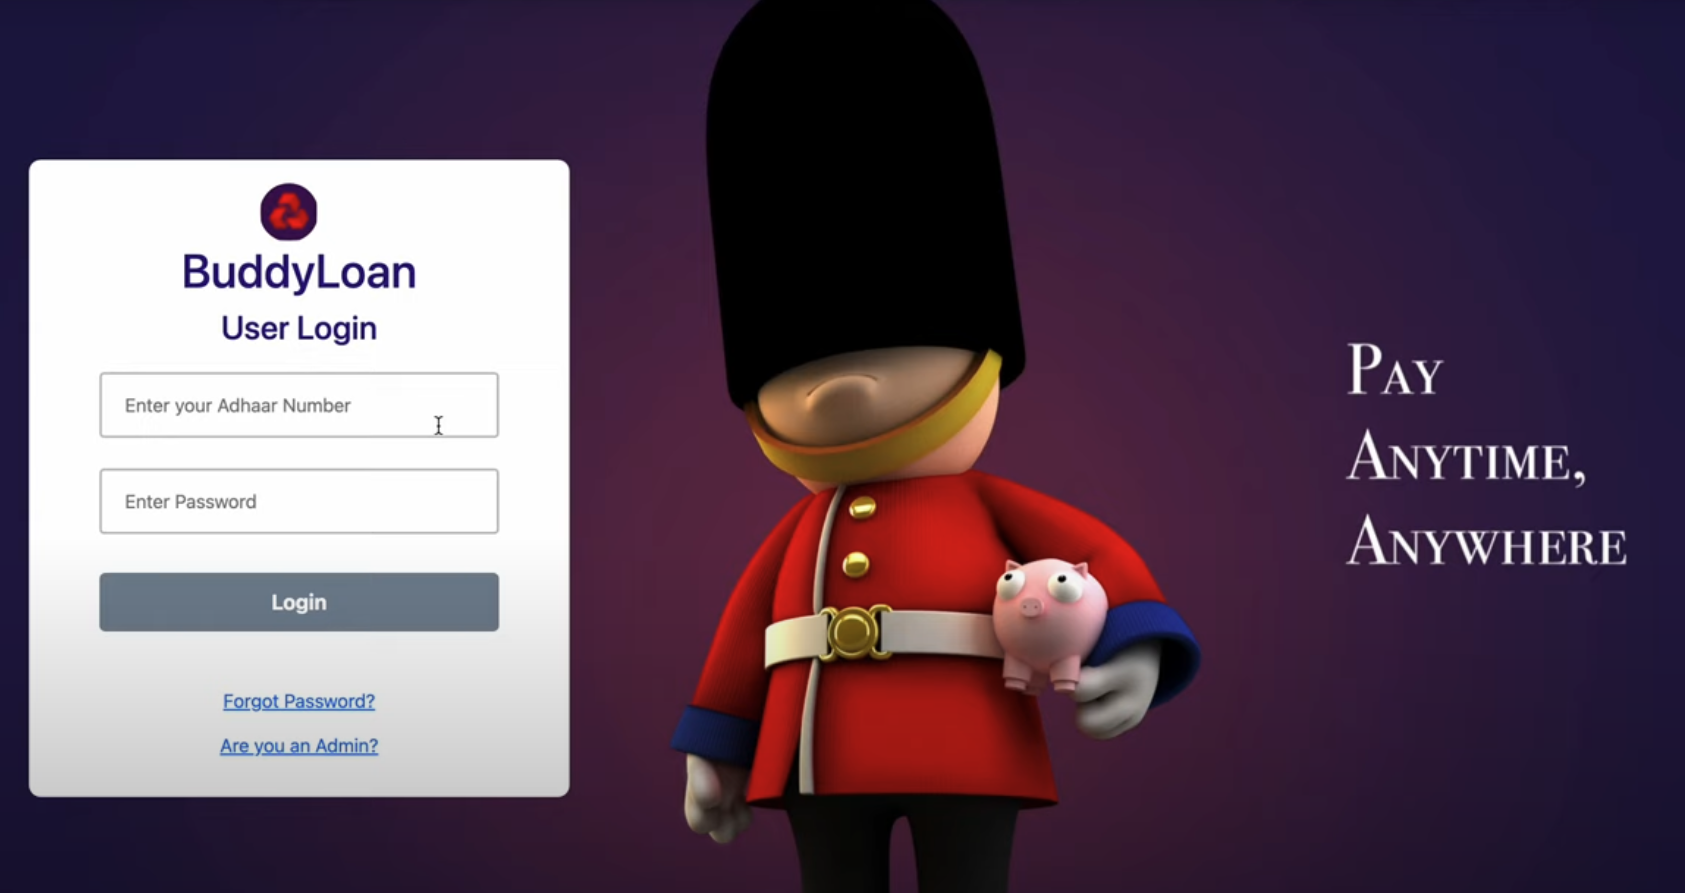 BuddyLoan
User Login
Enter your Adhaar Number
Enter Password
Login
Forgot Password?
Are you an Admin?
Pay
Anytime,
Anywhere